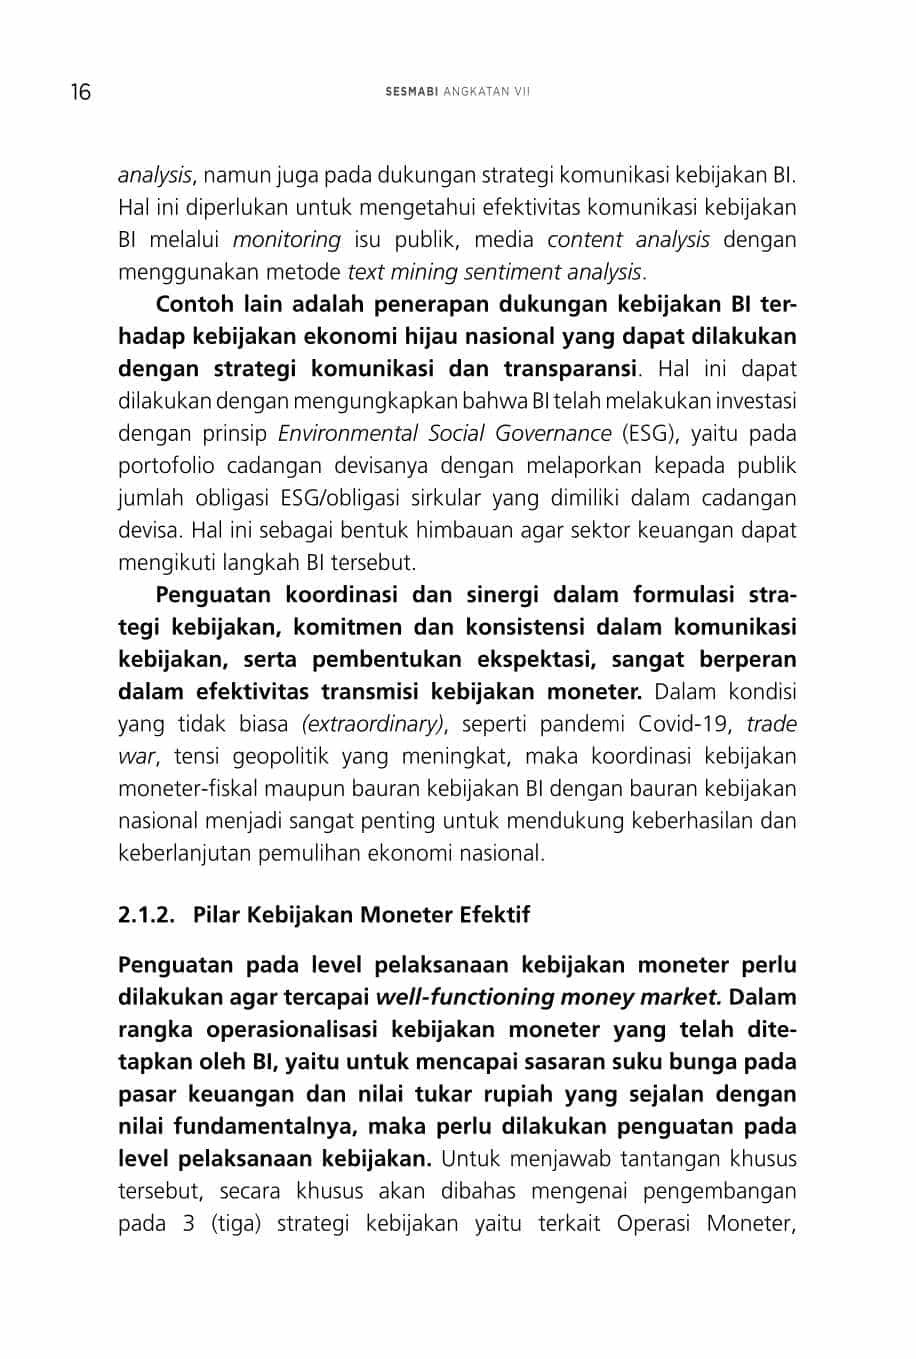 16
SESMABI ANGKATAN VII
analysis, namun juga pada dukungan strategi komunikasi kebijakan BI.
Hal ini diperlukan untuk mengetahui efektivitas komunikasi kebijakan
BI melalui monitoring isu publik, media content analysis dengan
menggunakan metode text mining sentiment analysis.
Contoh lain adalah penerapan dukungan kebijakan BI ter-
hadap kebijakan ekonomi hijau nasional yang dapat dilakukan
dengan strategi komunikasi dan transparansi. Hal ini dapat
dilakukan dengan mengungkapkan bahwa BI telah melakukan investasi
dengan prinsip Environmental Social Governance (ESG), yaitu pada
portofolio cadangan devisanya dengan melaporkan kepada publik
jumlah obligasi ESG/obligasi sirkular yang dimiliki dalam cadangan
devisa. Hal ini sebagai bentuk himbauan agar sektor keuangan dapat
mengikuti langkah BI tersebut.
Penguatan koordinasi dan sinergi dalam formulasi stra-
tegi kebijakan, komitmen dan konsistensi dalam komunikasi
kebijakan, serta pembentukan ekspektasi, sangat berperan
dalam efektivitas transmisi kebijakan moneter. Dalam kondisi
yang tidak biasa (extraordinary), seperti pandemi Covid-19, trade
war, tensi geopolitik yang meningkat, maka koordinasi kebijakan
moneter-fiskal maupun bauran kebijakan BI dengan bauran kebijakan
nasional menjadi sangat penting untuk mendukung keberhasilan dan
keberlanjutan pemulihan ekonomi nasional.
2.1.2. Pilar Kebijakan Moneter Efektif
Penguatan pada level pelaksanaan kebijakan moneter perlu
dilakukan agar tercapai well-functioning money market. Dalam
rangka operasionalisasi kebijakan moneter yang telah dite-
tapkan oleh BI, yaitu untuk mencapai sasaran suku bunga pada
pasar keuangan dan nilai tukar rupiah yang sejalan dengan
nilai fundamentalnya, maka perlu dilakukan penguatan pada
level pelaksanaan kebijakan. Untuk menjawab tantangan khusus
tersebut, secara khusus akan dibahas mengenai pengembangan
pada 3 (tiga) strategi kebijakan yaitu terkait Operasi Moneter,